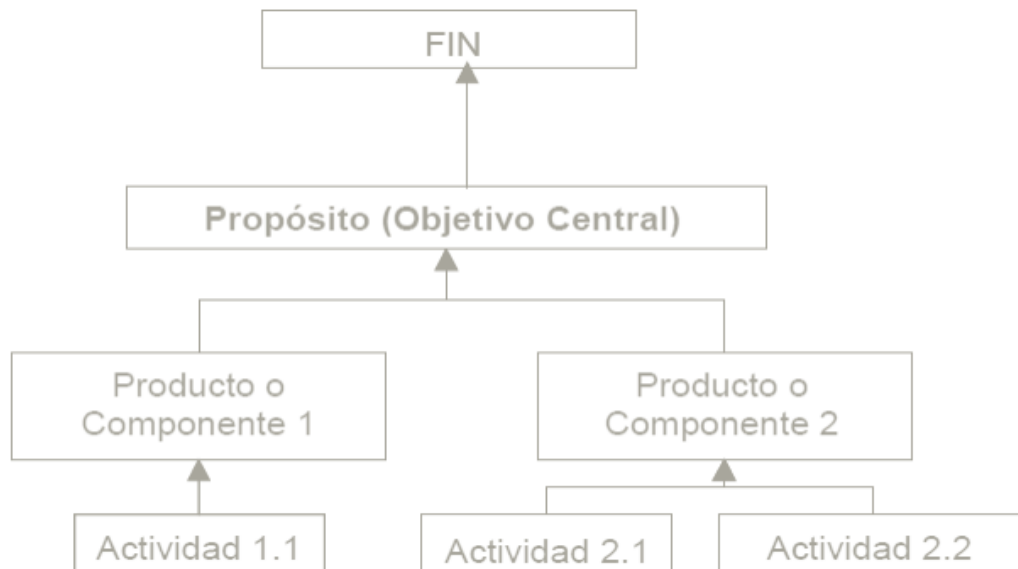 FIN
Propósito (Objetivo Central)
Producto o
Componente 1
Producto o
Componente 2
Actividad 1.1
Actividad 2.1
Actividad 2.2